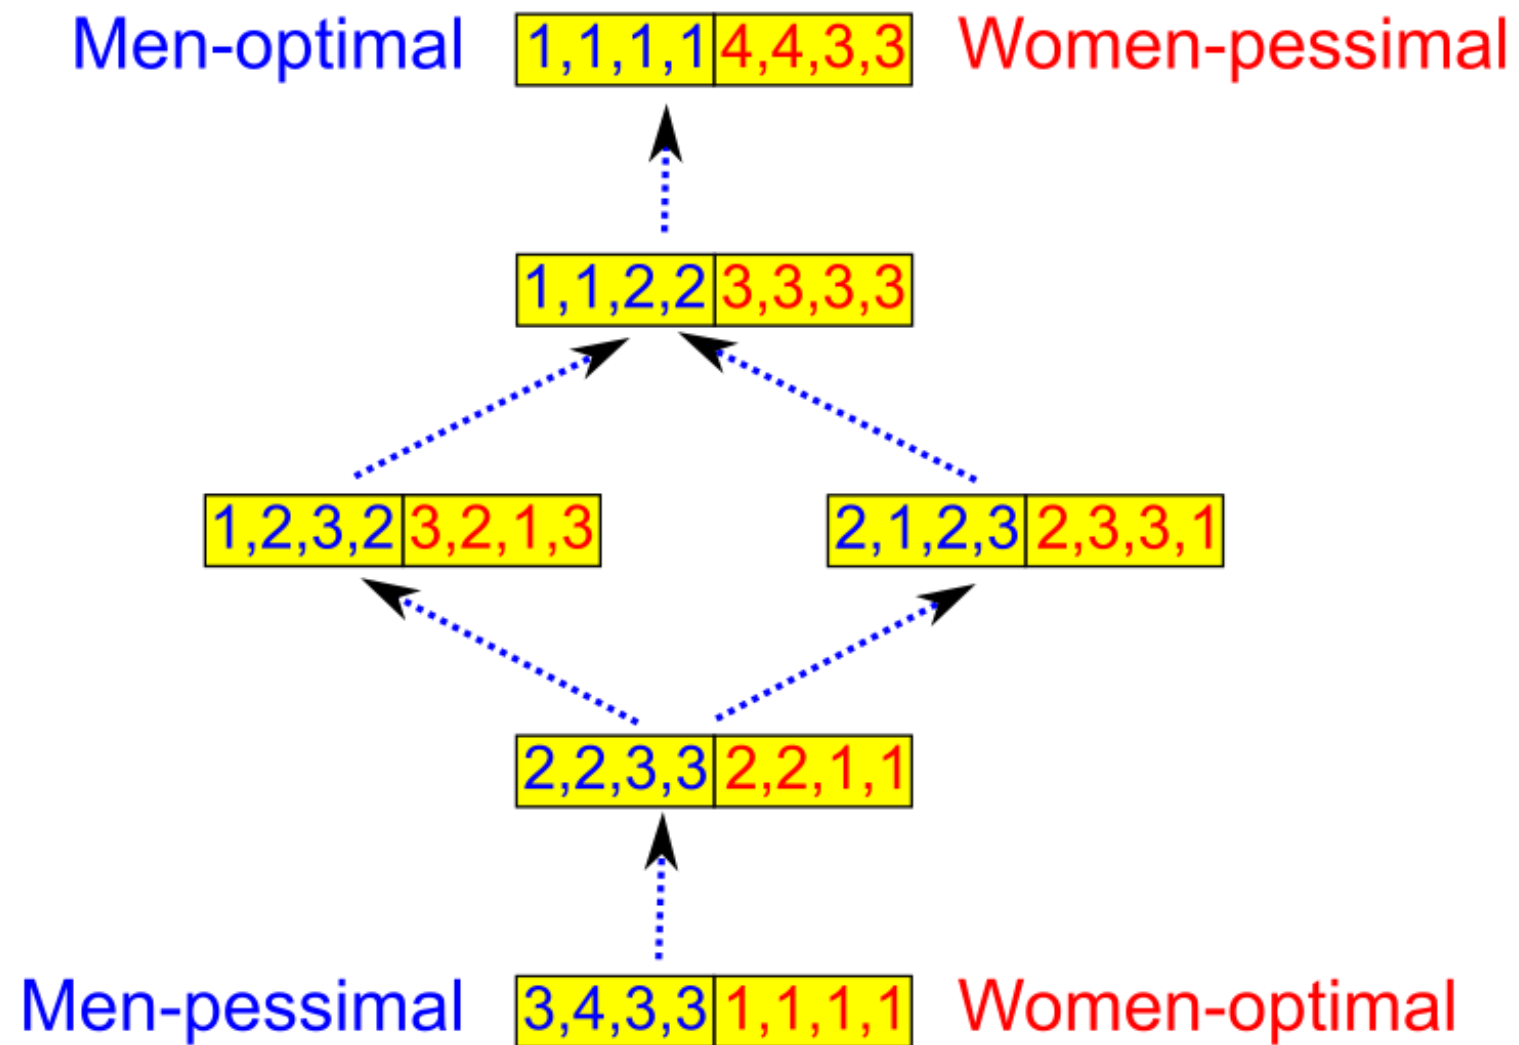 Men-optimal 1,1,1,1 4,4,3,3 Women-pessimal
1,1,2,2 3,3,3,3
1,2,3,2 3,2,1,3 2,1,2,3 2,3,3,1
2,2,3,3 2,2,1,1
Men-pessimal 3,4,3,3 1,1,1,1 Women-optimal